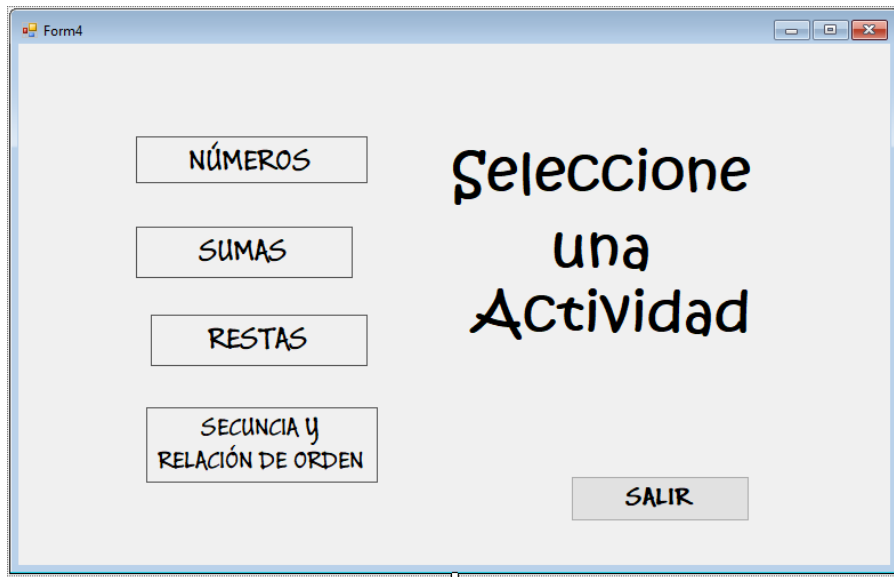 Form4
NÚMEROS
SUMAS
RESTAS
SECUNCIA Y
RELACIÓN DE ORDEN
Seleccione
una
Actividad
SALIR